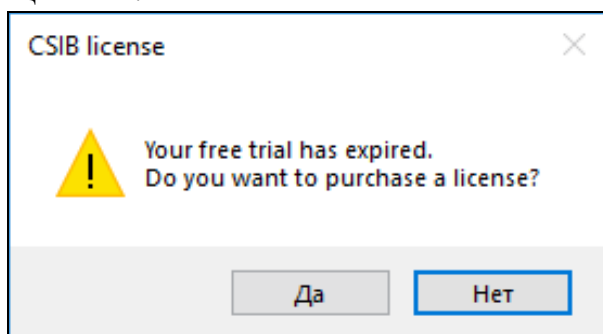 CSIB license
Your free trial has expired.
Do you want to purchase a license?
Да Нет